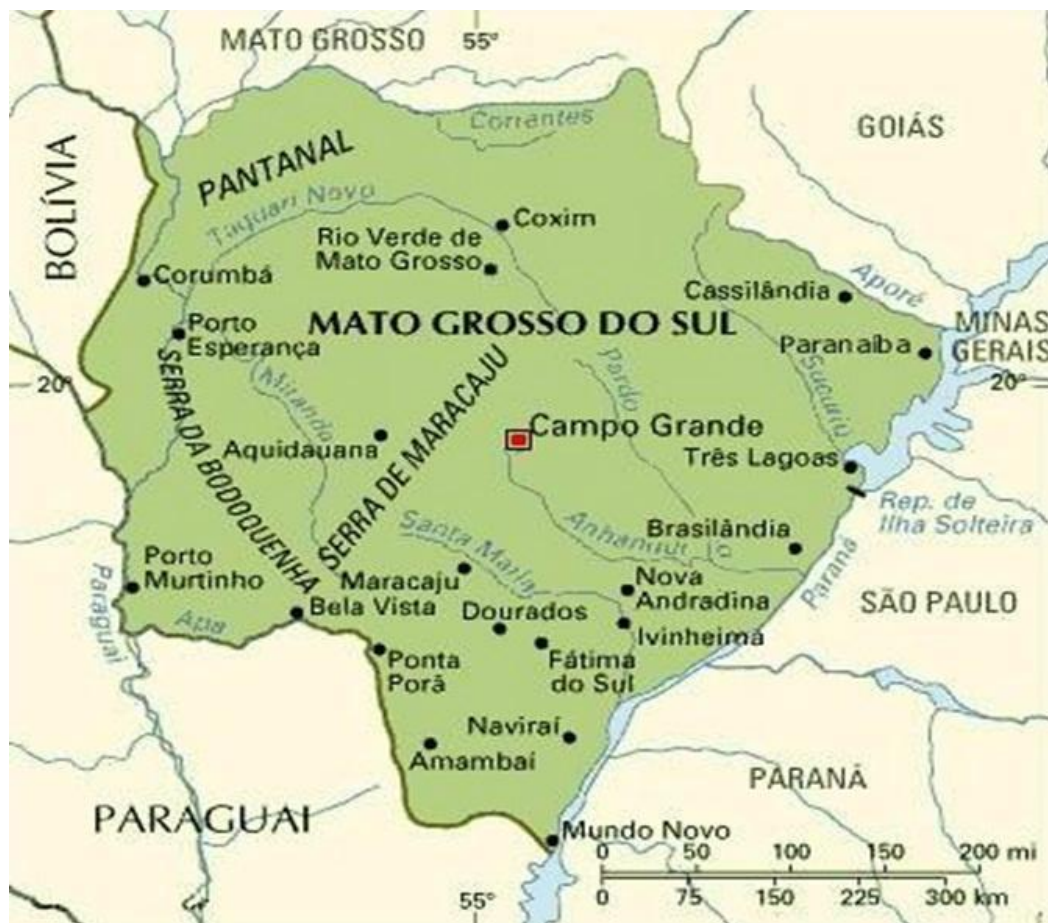 MATO GROSSO
55°
GOIÁS
BOLÍVIA
Correntes
PANTANAL
Taquari Novo
Coxim
Rio Verde de
Mato Grosso
Corumbá
Cassilândia
Aporé
MINAS
GERAIS
Porto
Esperança
MATO GROSSO DO SUL
Paranaíba
20°
20°
SERRA DA BODOQUENHA
Miranda
SERRA DE MARACAJU
Pardo
Sucuriú
Campo Grande
Aquidauana
Três Lagoas
Rep. de
Ilha Solteira
Santa Maria
Brasilândia
Paraná
Porto
Murtinho
Maracaju
Nova
Andradina
SÃO PAULO
Paraguai
Apa
Bela Vista
Dourados
Ivinheima
Ponta
Porã
Fátima
do Sul
Naviraí
Amambaí
PARANÁ
PARAGUAI
Mundo Novo
0 50 100 150 200 mi
0 75 150 225 300 km
55°